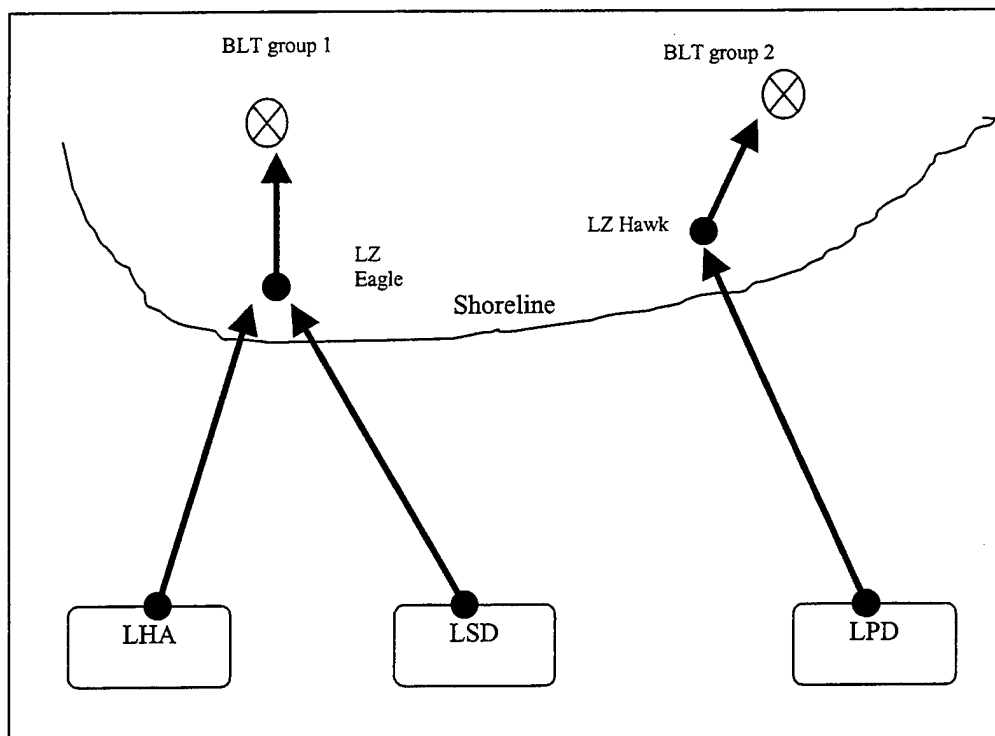 BLT group 1
BLT group 2
LZ Hawk
LZ
Eagle
Shoreline
LHA
LSD
LPD